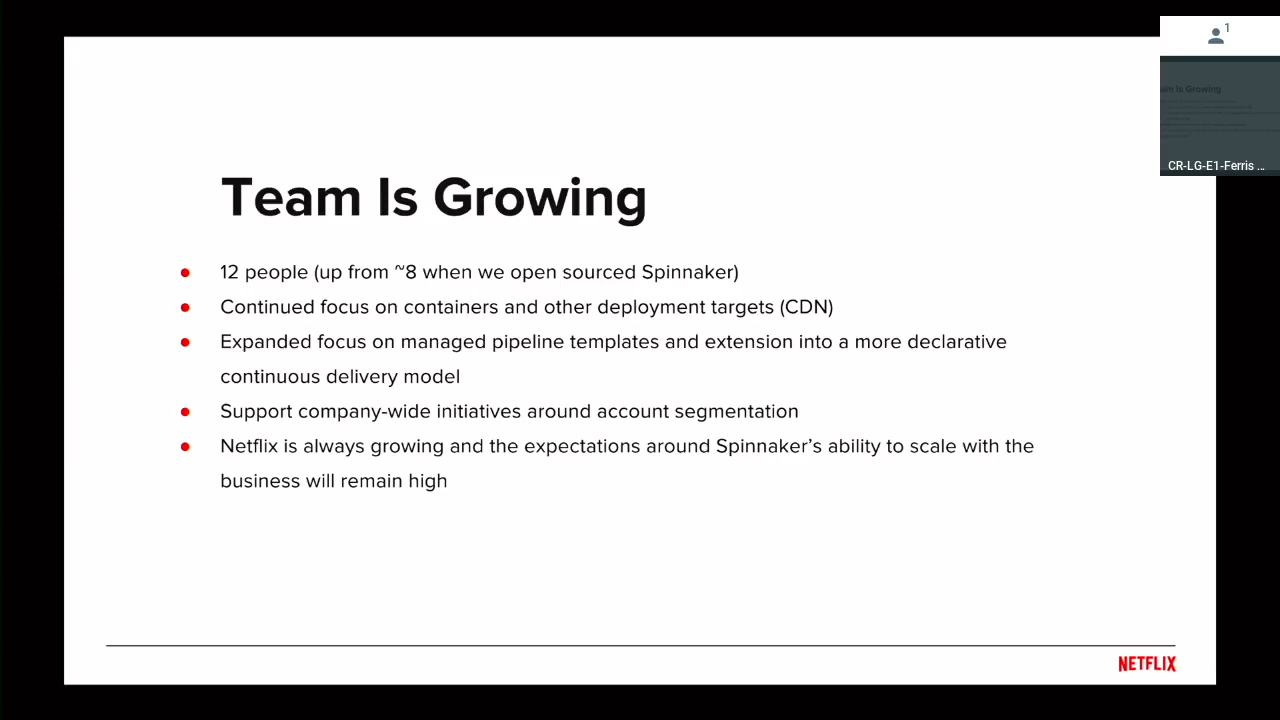 1
am Is Growing
CR-LG-E1-Ferris ...
Team Is Growing
● 12 people (up from ~8 when we open sourced Spinnaker)
● Continued focus on containers and other deployment targets (CDN)
● Expanded focus on managed pipeline templates and extension into a more declarative
continuous delivery model
● Support company-wide initiatives around account segmentation
● Netflix is always growing and the expectations around Spinnaker's ability to scale with the
business will remain high
NETFLIX